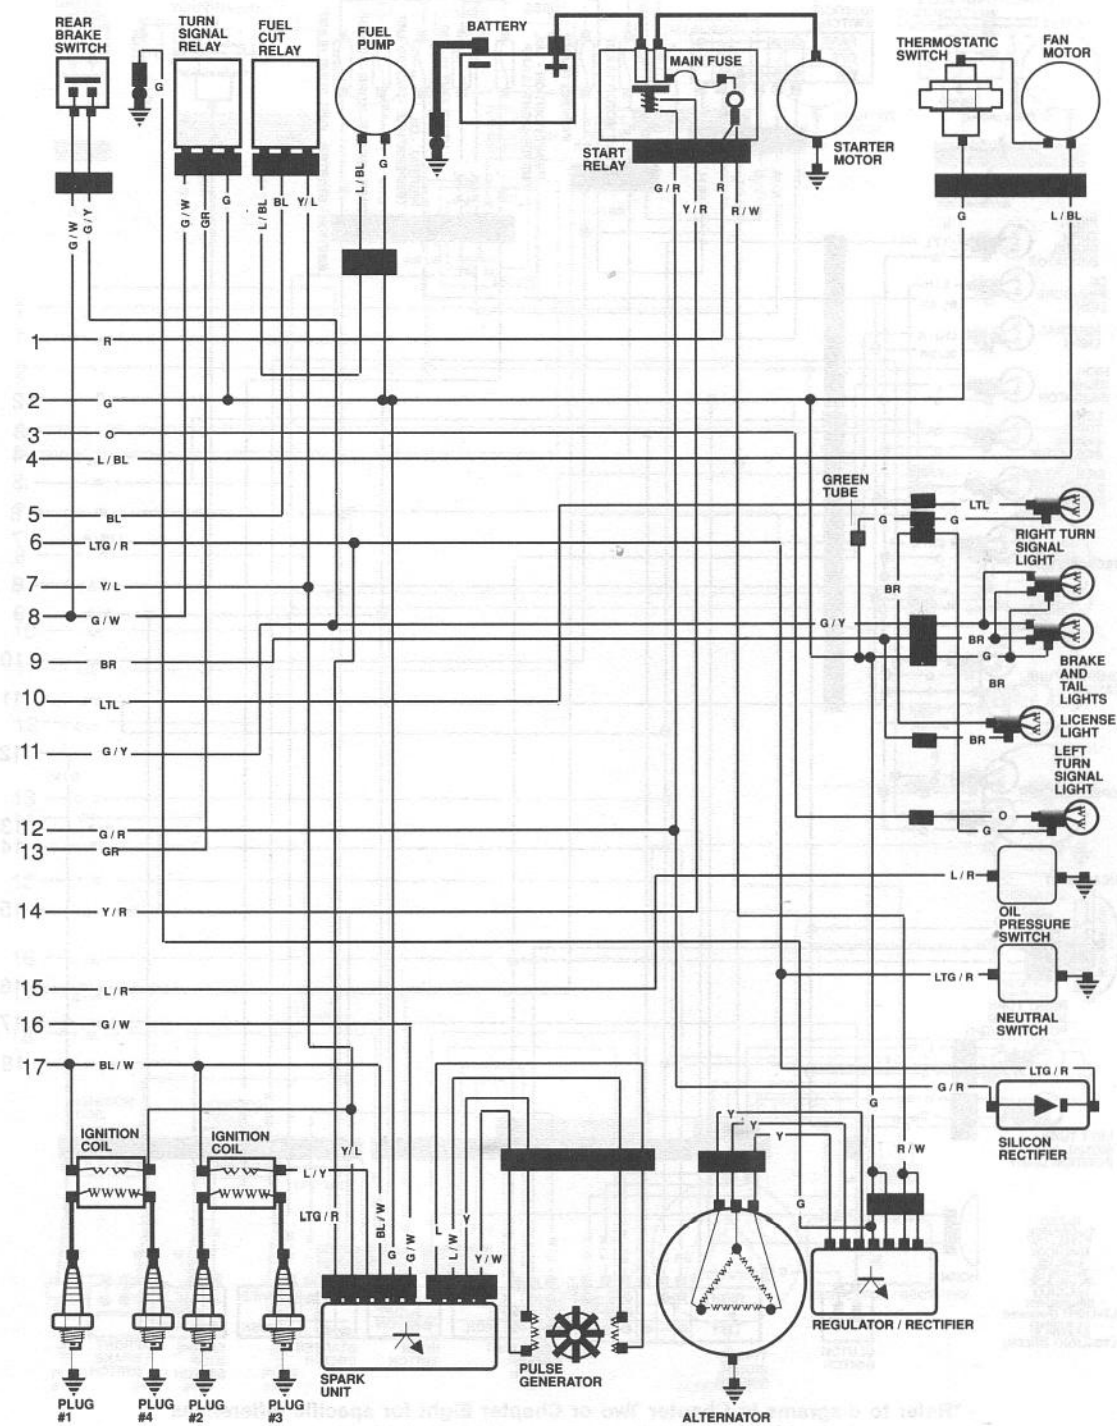 REAR
BRAKE
SWITCH
TURN
SIGNAL
RELAY
FUEL
CUT
RELAY
FUEL
PUMP
BATTERY
MAIN FUSE
START
RELAY
STARTER
MOTOR
THERMOSTATIC
SWITCH
FAN
MOTOR
G
G/W
G/Y
G/W
GR
G
L/BL
BL
Y/L
L/BL
G
G/R
Y/R
R
R/W
G
L/BL
1 R
2 G
3 O
4 L/BL
5 BL
6 LTG/R
7 Y/L
8 G/W
9 BR
10 LTL
11 G/Y
12 G/R
13 GR
14 Y/R
15 L/R
16 G/W
17 BL/W
GREEN
TUBE
LTL
G
G
RIGHT TURN
SIGNAL
LIGHT
BR
G/Y
BR
G
BR
BRAKE
AND
TAIL
LIGHTS
LICENSE
LIGHT
BR
LEFT
TURN
SIGNAL
LIGHT
O
G
L/R
OIL
PRESSURE
SWITCH
LTG/R
NEUTRAL
SWITCH
LTG/R
G/R
SILICON
RECTIFIER
G
R/W
Y
Y
Y
G
IGNITION
COIL
IGNITION
COIL
L/Y
Y/L
LTG/R
BL/W
G
G/W
L
L/W
Y
Y/W
REGULATOR / RECTIFIER
SPARK
UNIT
PULSE
GENERATOR
ALTERNATOR
PLUG
#1
PLUG
#4
PLUG
#2
PLUG
#3